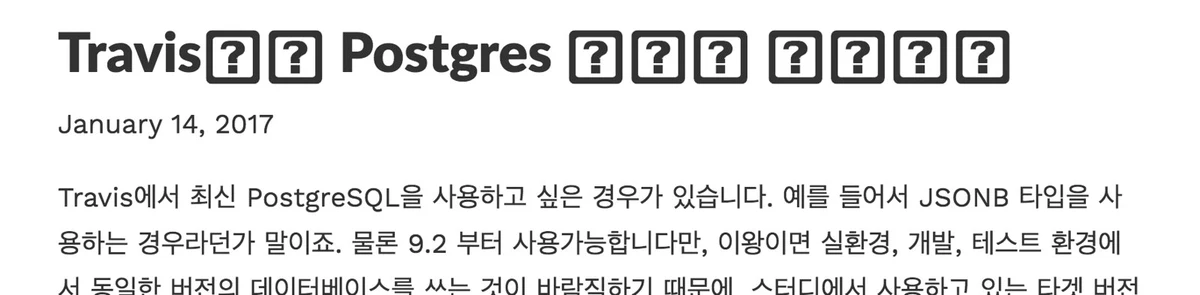 Travis Postgres
January 14, 2017
Travis에서 최신 PostgreSQL을 사용하고 싶은 경우가 있습니다. 예를 들어서 JSONB 타입을 사
용하는 경우라던가 말이죠. 물론 9.2 부터 사용가능합니다만, 이왕이면 실환경, 개발, 테스트 환경에
서 동일한 버전의 데이터베이스를 쓰는 것이 바람직하기 때문에, 스터디에서 사용하고 있는 타겟 버전